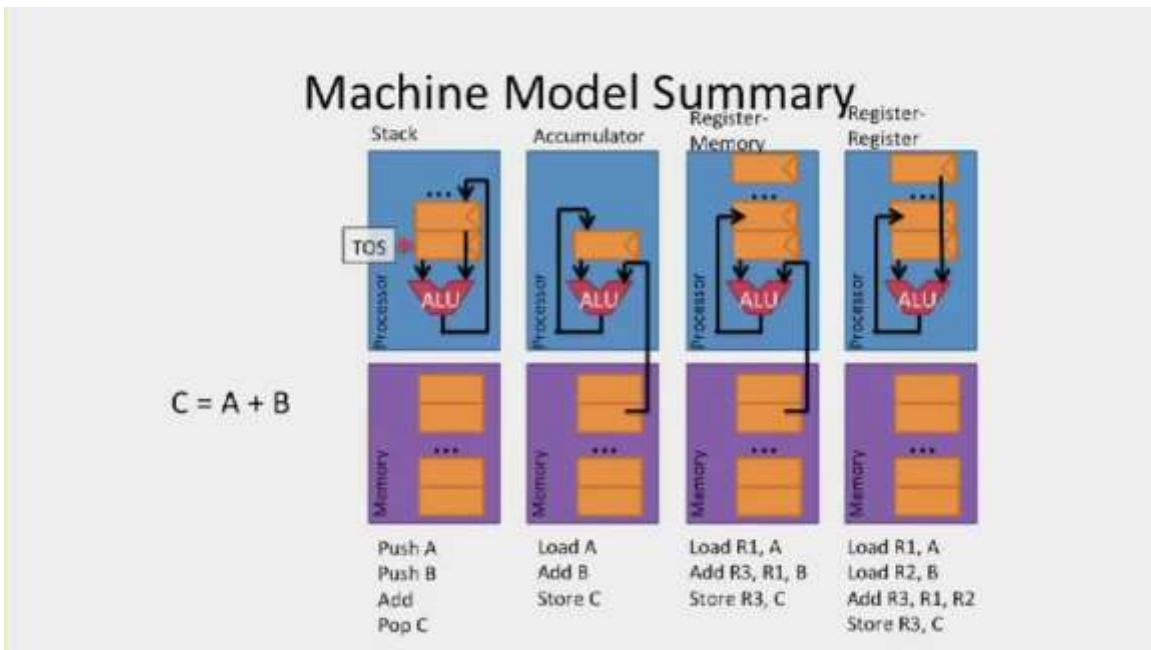 Machine Model Summary
Stack
Accumulator
Register-
Memory
Register-
Register
...
...
...
TOS
Processor
ALU
Processor
ALU
Processor
ALU
Processor
ALU
C = A + B
Memory
...
Memory
...
Memory
...
Memory
...
Push A
Push B
Add
Pop C
Load A
Add B
Store C
Load R1, A
Add R3, R1, B
Store R3, C
Load R1, A
Load R2, B
Add R3, R1, R2
Store R3, C